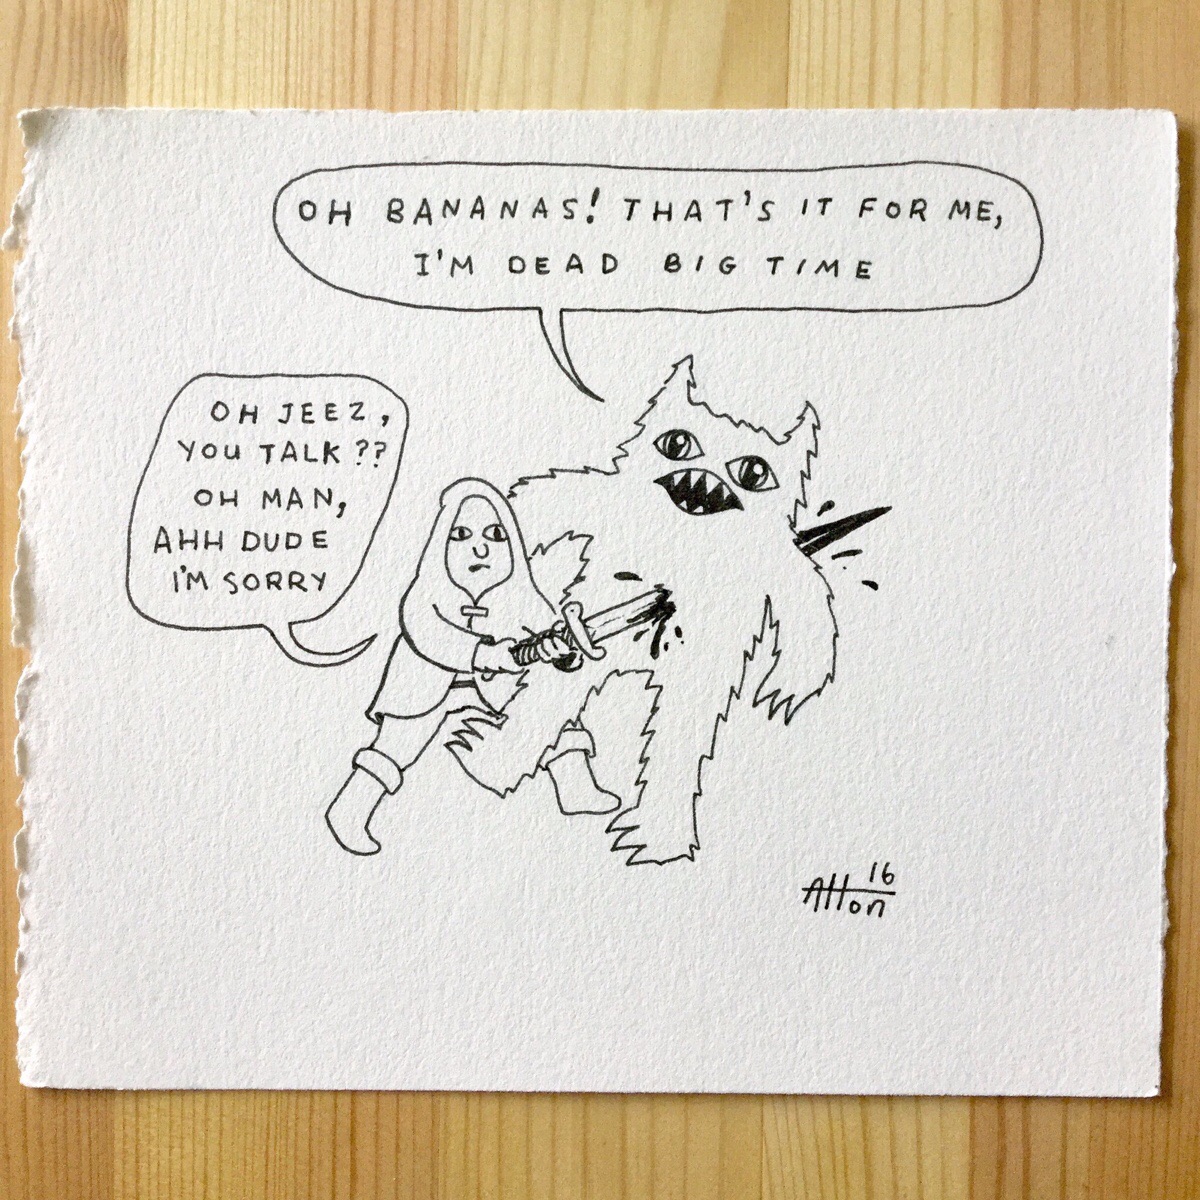 OH BANANAS! THAT'S IT FOR ME,
I'M DEAD BIG TIME
OH JEEZ,
YOU TALK??
OH MAN,
AHH DUDE
I'M SORRY
16